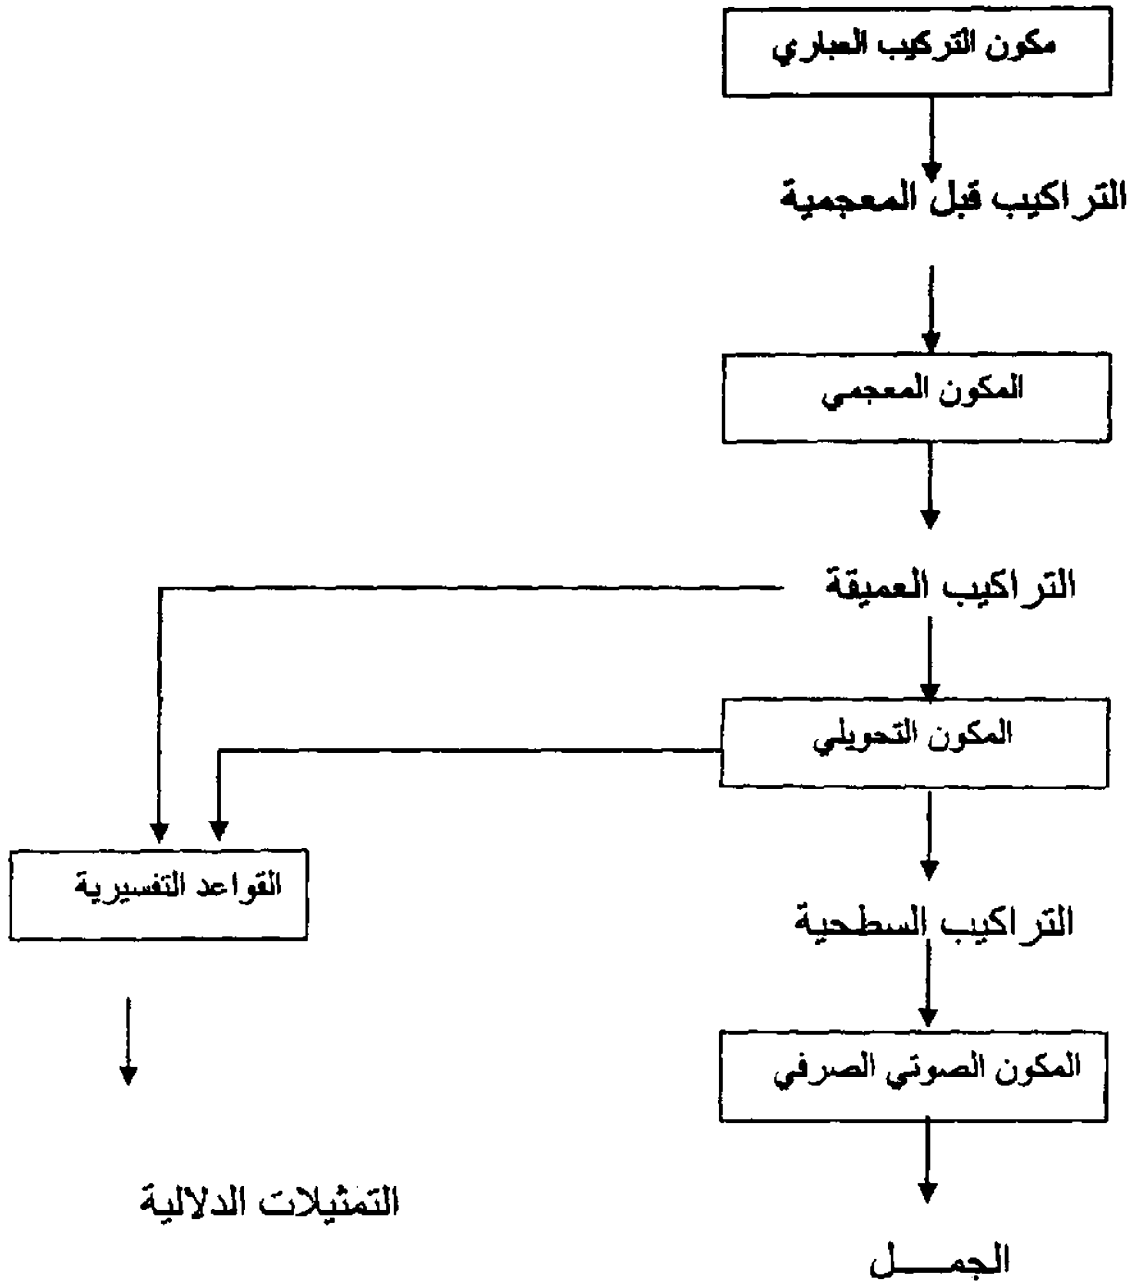 مكون التركيب العباري
التراكيب قبل المعجمية
المكون المعجمي
التراكيب العميقة
المكون التحويلي
القواعد التفسيرية
التراكيب السطحية
المكون الصوتي الصرفي
التمثيلات الدلالية
الجمـــل